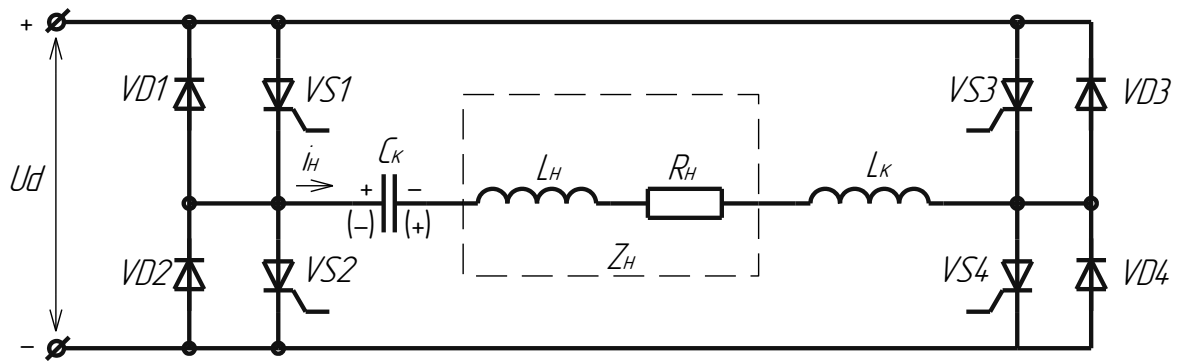 +
VD1 VS1 VS3 VD3
Ud
iн Cк Lн Rн Lк
+ −
(−) (+)
Zн
VD2 VS2 VS4 VD4
−